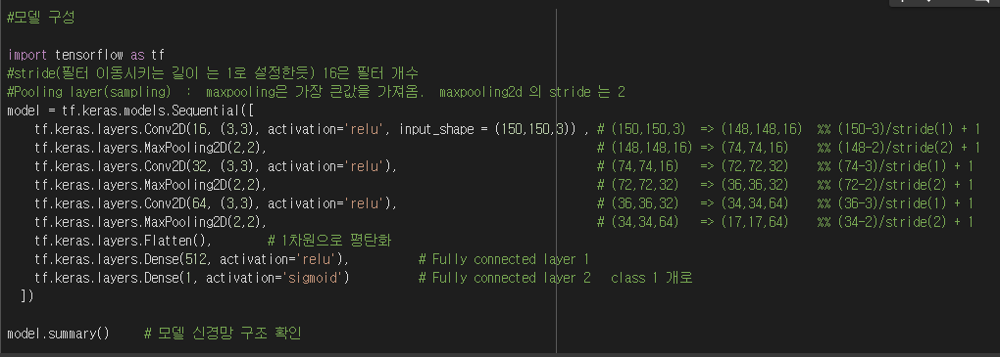 #모델 구성
import tensorflow as tf
#stride(필터 이동시키는 길이 는 1로 설정한듯) 16은 필터 개수
#Pooling layer(sampling) : maxpooling은 가장 큰값을 가져옴. maxpooling2d 의 stride 는 2
model = tf.keras.models.Sequential([
tf.keras.layers.Conv2D(16, (3,3), activation='relu', input_shape = (150,150,3)) , # (150,150,3) => (148,148,16) %% (150-3)/stride(1) + 1
tf.keras.layers.MaxPooling2D(2,2), # (148,148,16) => (74,74,16) %% (148-2)/stride(2) + 1
tf.keras.layers.Conv2D(32, (3,3), activation='relu'), # (74,74,16) => (72,72,32) %% (74-3)/stride(1) + 1
tf.keras.layers.MaxPooling2D(2,2), # (72,72,32) => (36,36,32) %% (72-2)/stride(2) + 1
tf.keras.layers.Conv2D(64, (3,3), activation='relu'), # (36,36,32) => (34,34,64) %% (36-3)/stride(1) + 1
tf.keras.layers.MaxPooling2D(2,2), # (34,34,64) => (17,17,64) %% (34-2)/stride(2) + 1
tf.keras.layers.Flatten(), # 1차원으로 평탄화
tf.keras.layers.Dense(512, activation='relu'), # Fully connected layer 1
tf.keras.layers.Dense(1, activation='sigmoid') # Fully connected layer 2 class 1 개로
])
model.summary() # 모델 신경망 구조 확인